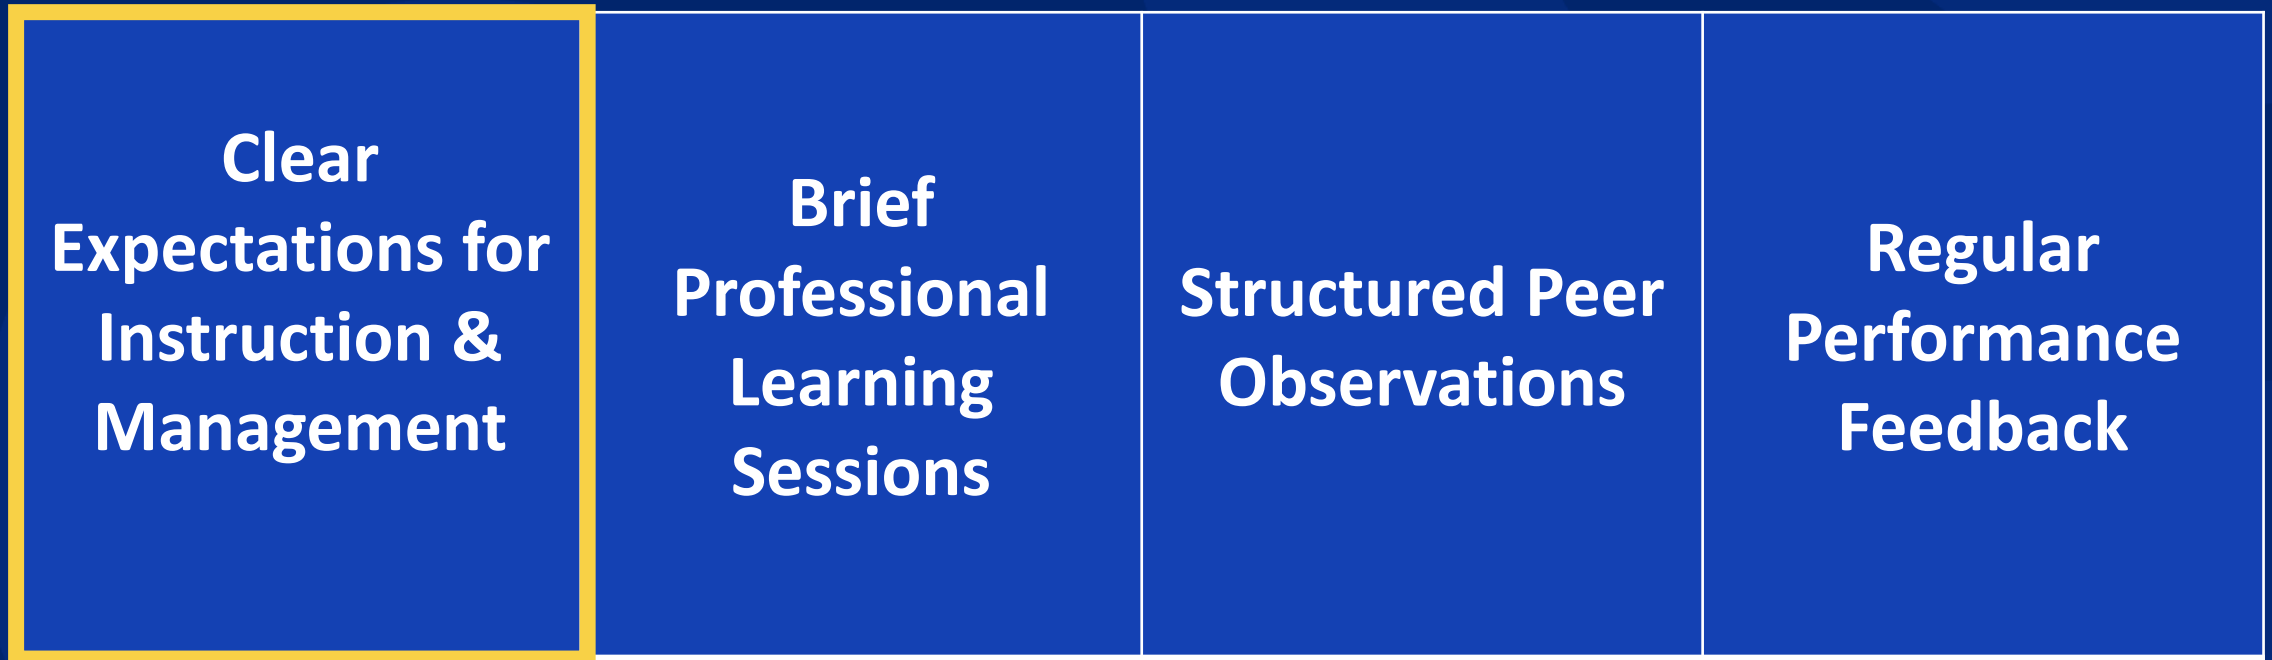 Clear
Expectations for
Instruction &
Management
Brief
Professional
Learning
Sessions
Structured Peer
Observations
Regular
Performance
Feedback